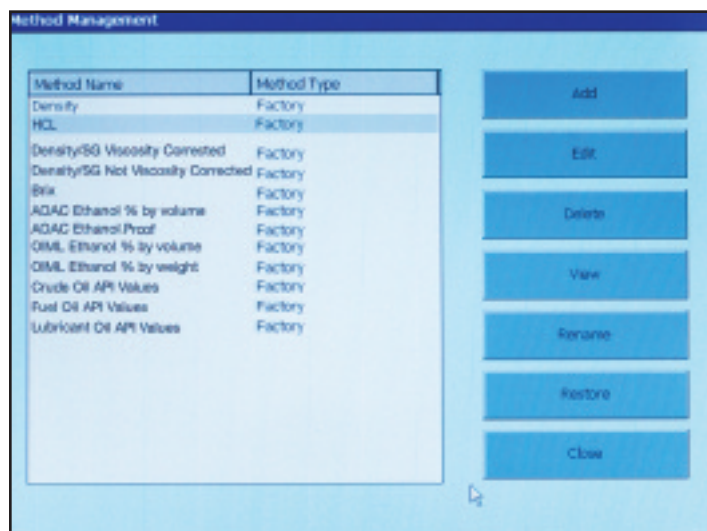 Method Management
Method Name Method Type
Density Factory
HCL Factory
Density/SG Viscosity Corrected Factory
Density/SG Not Viscosity Corrected Factory
Brix Factory
AOAC Ethanol % by volume Factory
AOAC Ethanol Proof Factory
OIML Ethanol % by volume Factory
OIML Ethanol % by weight Factory
Crude Oil API Values Factory
Fuel Oil API Values Factory
Lubricant Oil API Values Factory
Add
Edit
Delete
View
Rename
Restore
Close